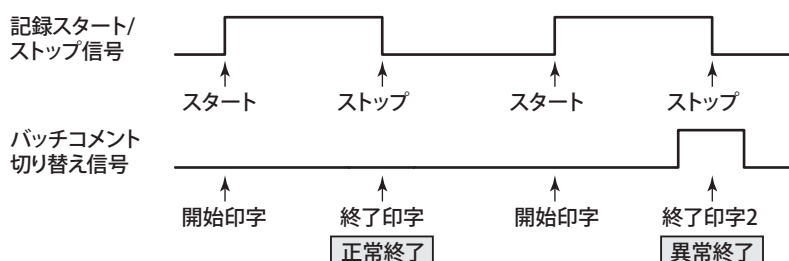 記録スタート/
ストップ信号
スタート ストップ スタート ストップ
バッチコメント
切り替え信号
開始印字 終了印字 開始印字 終了印字2
正常終了 異常終了